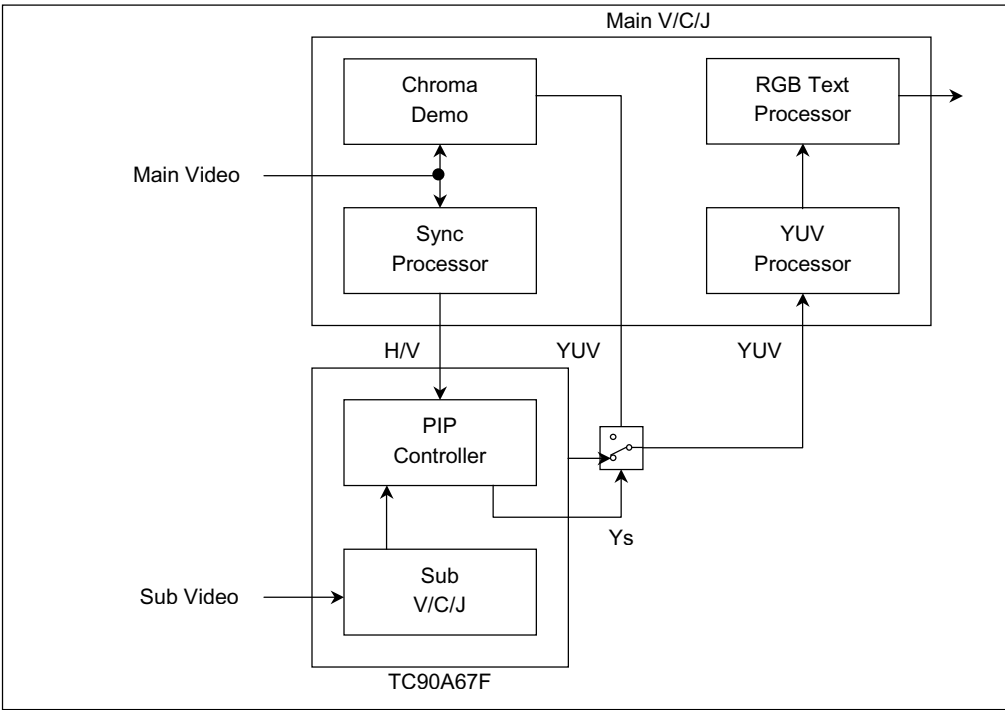 Main V/C/J
Chroma
Demo
RGB Text
Processor
Main Video
Sync
Processor
YUV
Processor
H/V
YUV
YUV
PIP
Controller
Ys
Sub Video
Sub
V/C/J
TC90A67F